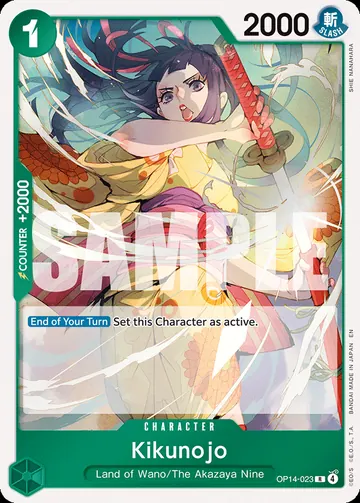 1
2000
斬
SLASH
SHIE NANAHARA
COUNTER +2000
SAMPLE
End of Your Turn Set this Character as active.
CHARACTER
Kikunojo
Land of Wano/The Akazaya Nine
OP14-023 R 4
BANDAI MADE IN JAPAN EN